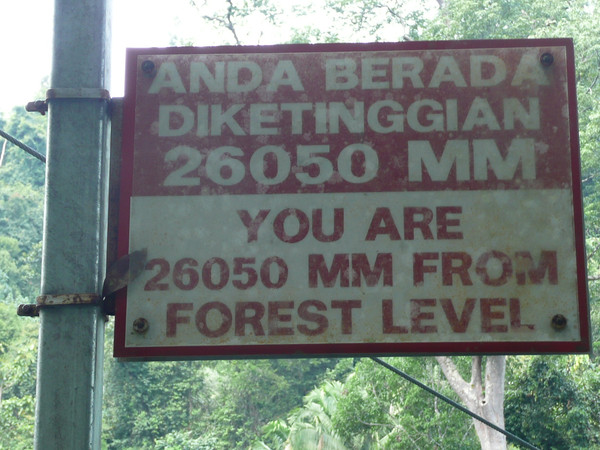 ANDA BERADA
DIKETINGGIAN
26050 MM
YOU ARE
26050 MM FROM
FOREST LEVEL